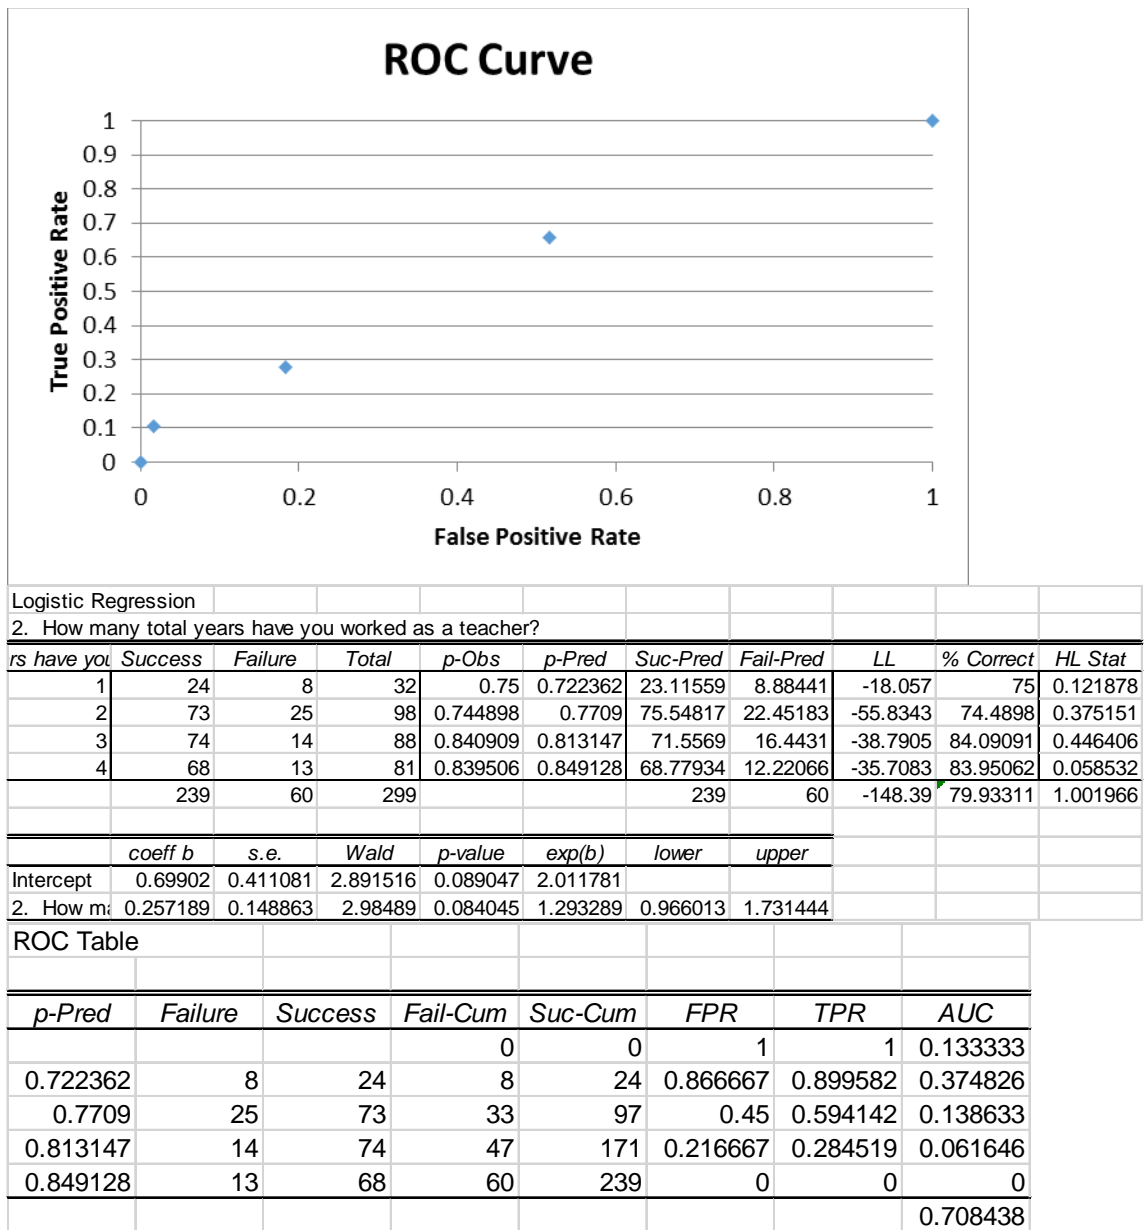 ROC Curve
1
0.9
0.8
0.7
0.6
0.5
0.4
0.3
0.2
0.1
0
True Positive Rate
0 0.2 0.4 0.6 0.8 1
False Positive Rate
Logistic Regression
2. How many total years have you worked as a teacher?
rs have you Success Failure Total p-Obs p-Pred Suc-Pred Fail-Pred LL % Correct HL Stat
1 24 8 32 0.75 0.722362 23.11559 8.88441 -18.057 75 0.121878
2 73 25 98 0.744898 0.7709 75.54817 22.45183 -55.8343 74.4898 0.375151
3 74 14 88 0.840909 0.813147 71.5569 16.4431 -38.7905 84.09091 0.446406
4 68 13 81 0.839506 0.849128 68.77934 12.22066 -35.7083 83.95062 0.058532
239 60 299 239 60 -148.39 79.93311 1.001966
coeff b s.e. Wald p-value exp(b) lower upper
Intercept 0.69902 0.411081 2.891516 0.089047 2.011781
2. How ma 0.257189 0.148863 2.98489 0.084045 1.293289 0.966013 1.731444
ROC Table
p-Pred Failure Success Fail-Cum Suc-Cum FPR TPR AUC
0 0 1 1 0.133333
0.722362 8 24 8 24 0.866667 0.899582 0.374826
0.7709 25 73 33 97 0.45 0.594142 0.138633
0.813147 14 74 47 171 0.216667 0.284519 0.061646
0.849128 13 68 60 239 0 0 0
0.708438